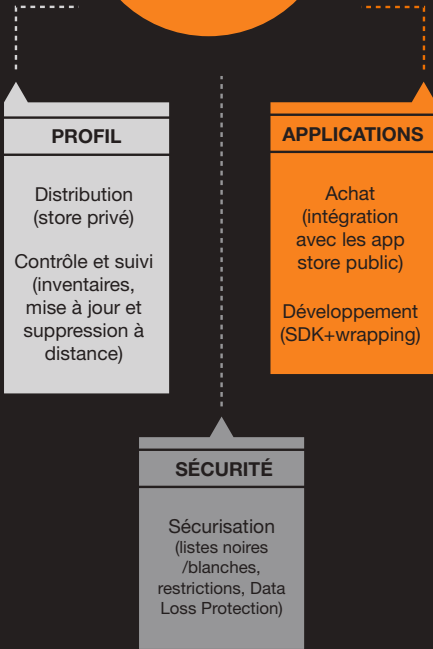 PROFIL
Distribution
(store privé)
Contrôle et suivi
(inventaires,
mise à jour et
suppression à
distance)
APPLICATIONS
Achat
(intégration
avec les app
store public)
Développement
(SDK+wrapping)
SÉCURITÉ
Sécurisation
(listes noires
/blanches,
restrictions, Data
Loss Protection)